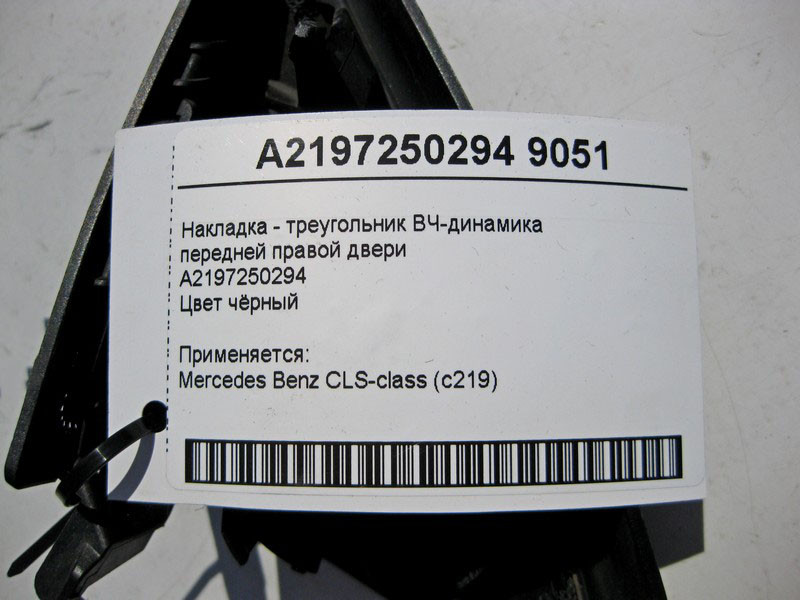 A2197250294 9051
Накладка - треугольник ВЧ-динамика
передней правой двери
A2197250294
Цвет чёрный
Применяется:
Mercedes Benz CLS-class (c219)